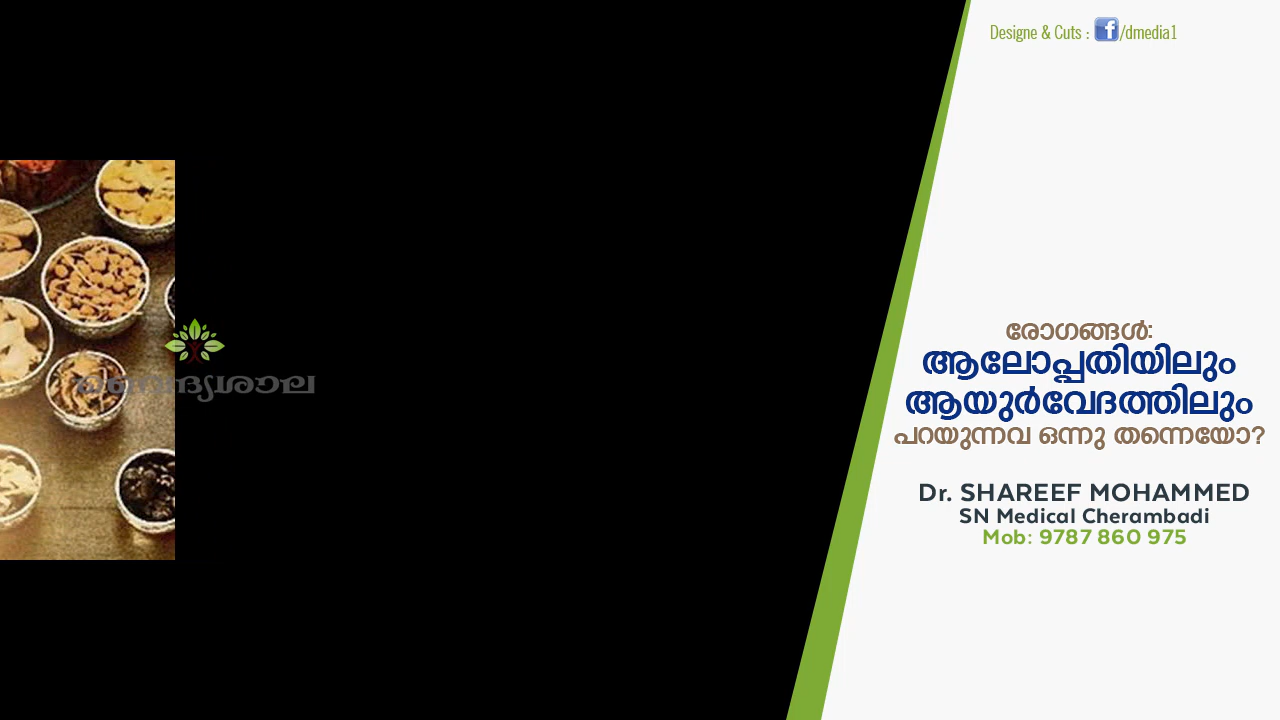 Designe & Cuts : f/dmedia1
രോഗങ്ങൾ:
ആലോപ്പതിയിലും
ആയുർവേദത്തിലും
പറയുന്നവ ഒന്നു തന്നെയോ?
Dr. SHAREEF MOHAMMED
SN Medical Cherambadi
Mob: 9787 860 975
വൈദ്യശാല